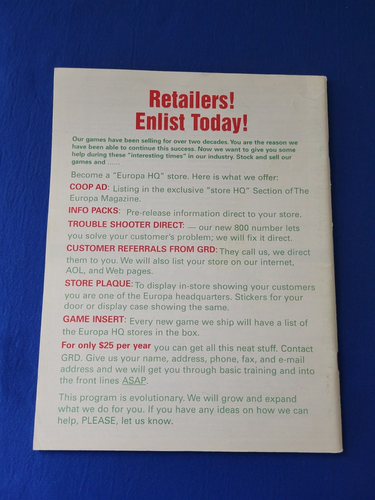 Retailers!
Enlist Today!
Our games have been selling for over two decades. You are the reason we
have been able to continue this success. Now we want to give you some
help during these "interesting times" in our industry. Stock and sell our
games and ......
Become a "Europa HQ" store. Here is what we offer:
COOP AD: Listing in the exclusive "store HQ" Section of The
Europa Magazine.
INFO PACKS: Pre-release information direct to your store.
TROUBLE SHOOTER DIRECT: — our new 800 number lets
you solve your customer's problem; we will fix it direct.
CUSTOMER REFERRALS FROM GRD: They call us, we direct
them to you. We will also list your store on our internet,
AOL, and Web pages.
STORE PLAQUE: To display in-store showing your customers
you are one of the Europa headquarters. Stickers for your
door or display case showing the same.
GAME INSERT: Every new game we ship will have a list of
the Europa HQ stores in the box.
For only $25 per year you can get all this neat stuff. Contact
GRD. Give us your name, address, phone, fax, and e-mail
address and we will get you through basic training and into
the front lines ASAP.
This program is evolutionary. We will grow and expand
what we do for you. If you have any ideas on how we can
help, PLEASE, let us know.